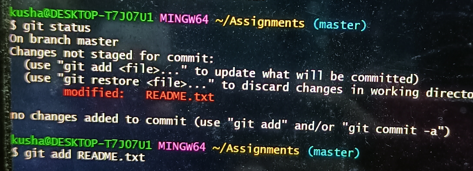 kusha@DESKTOP-T7JO7U1 MINGW64 ~/Assignments (master)
$ git status
On branch master
Changes not staged for commit:
  (use "git add <file>..." to update what will be committed)
  (use "git restore <file>..." to discard changes in working directo
        modified:   README.txt
no changes added to commit (use "git add" and/or "git commit -a")
kusha@DESKTOP-T7JO7U1 MINGW64 ~/Assignments (master)
$ git add README.txt